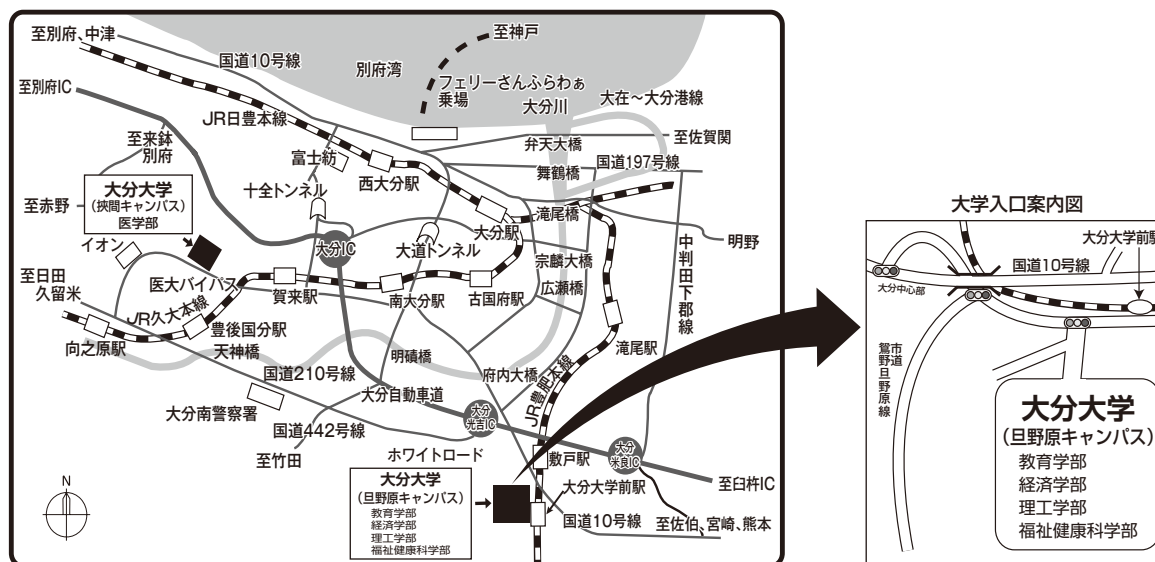 至別府、中津
国道10号線
至神戸
別府湾
フェリーさんふらわぁ
乗場
大分川
大在～大分港線
至別府IC
JR日豊本線
至佐賀関
弁天大橋
至来鉢
別府
富士紡
舞鶴橋
国道197号線
西大分駅
十全トンネル
大分大学
(挾間キャンパス)
医学部
至赤野
滝尾橋
大分駅
明野
イオン
大分IC
大道トンネル
宗麟大橋
中判田下郡線
至日田
久留米
医大バイパス
賀来駅
南大分駅
古国府駅
広瀬橋
JR久大本線
豊後国分駅
向之原駅
天神橋
明磧橋
滝尾駅
府内大橋
JR豊肥本線
国道210号線
大分自動車道
大分南警察署
大分
光吉IC
国道442号線
至竹田
ホワイトロード
敷戸駅
大分
米良IC
至臼杵IC
大分大学
(旦野原キャンパス)
教育学部
経済学部
理工学部
福祉健康科学部
大分大学前駅
国道10号線
至佐伯、宮崎、熊本
N
大学入口案内図
大分大学前駅
国道10号線
大分中心部
市道
鴛野旦野原線
大分大学
(旦野原キャンパス)
教育学部
経済学部
理工学部
福祉健康科学部